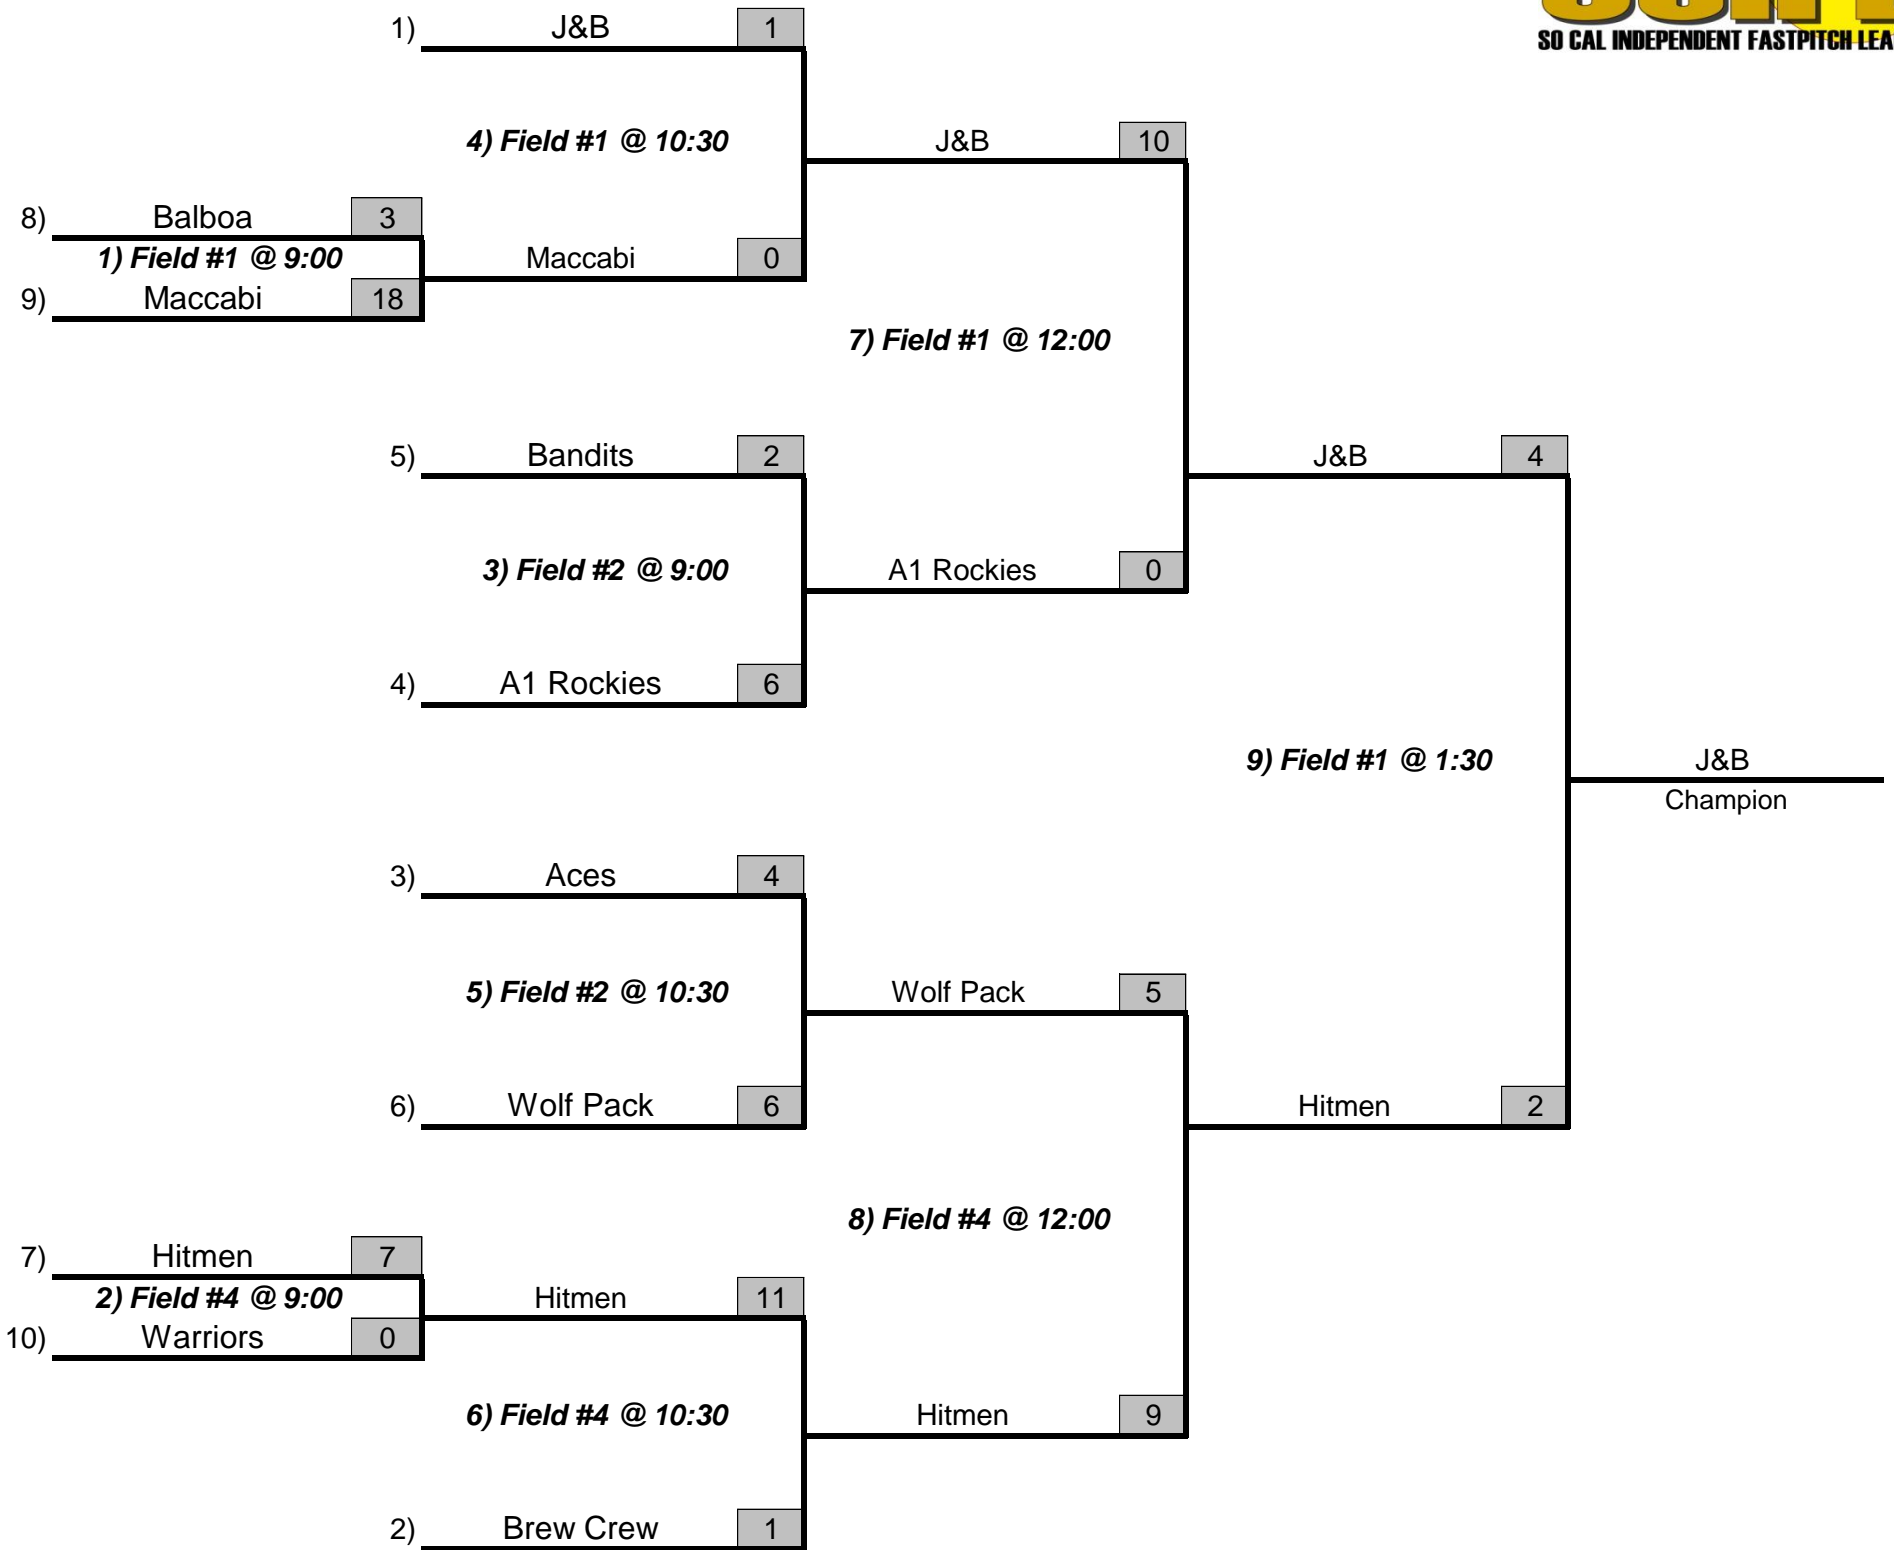 SO CAL INDEPENDENT FASTPITCH
1) J&B 1
4) Field #1 @ 10:30
J&B 10
8) Balboa 3
1) Field #1 @ 9:00
Maccabi 0
9) Maccabi 18
7) Field #1 @ 12:00
5) Bandits 2
J&B 4
3) Field #2 @ 9:00
A1 Rockies 0
4) A1 Rockies 6
9) Field #1 @ 1:30
J&B
Champion
3) Aces 4
5) Field #2 @ 10:30
Wolf Pack 5
6) Wolf Pack 6
Hitmen 2
8) Field #4 @ 12:00
7) Hitmen 7
2) Field #4 @ 9:00
Hitmen 11
10) Warriors 0
6) Field #4 @ 10:30
Hitmen 9
2) Brew Crew 1